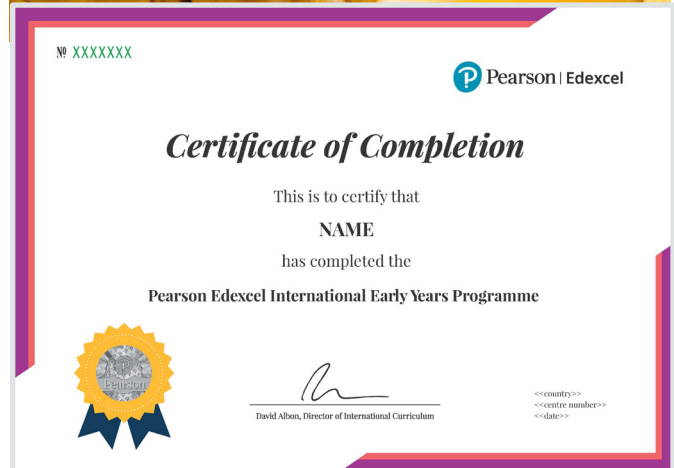 № XXXXXXX
Pearson | Edexcel
Certificate of Completion
This is to certify that
NAME
has completed the
Pearson Edexcel International Early Years Programme
Pearson
David Albon, Director of International Curriculum
<<country>>
<<centre number>>
<<date>>